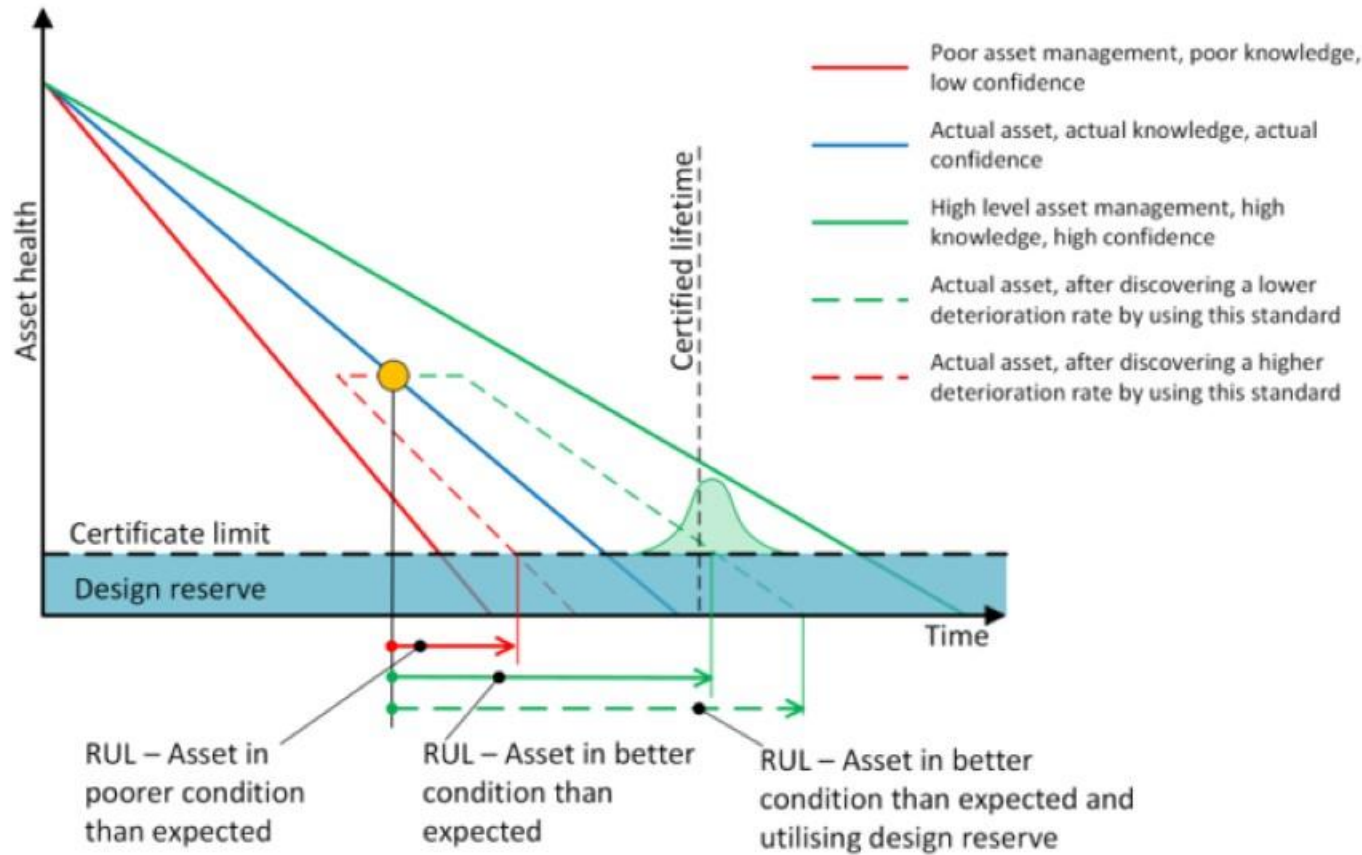 Poor asset management, poor knowledge,
low confidence
Actual asset, actual knowledge, actual
confidence
High level asset management, high
knowledge, high confidence
Actual asset, after discovering a lower
deterioration rate by using this standard
Actual asset, after discovering a higher
deterioration rate by using this standard
Asset health
Certified lifetime
Certificate limit
Design reserve
Time
RUL – Asset in
poorer condition
than expected
RUL – Asset in better
condition than
expected
RUL – Asset in better
condition than expected and
utilising design reserve